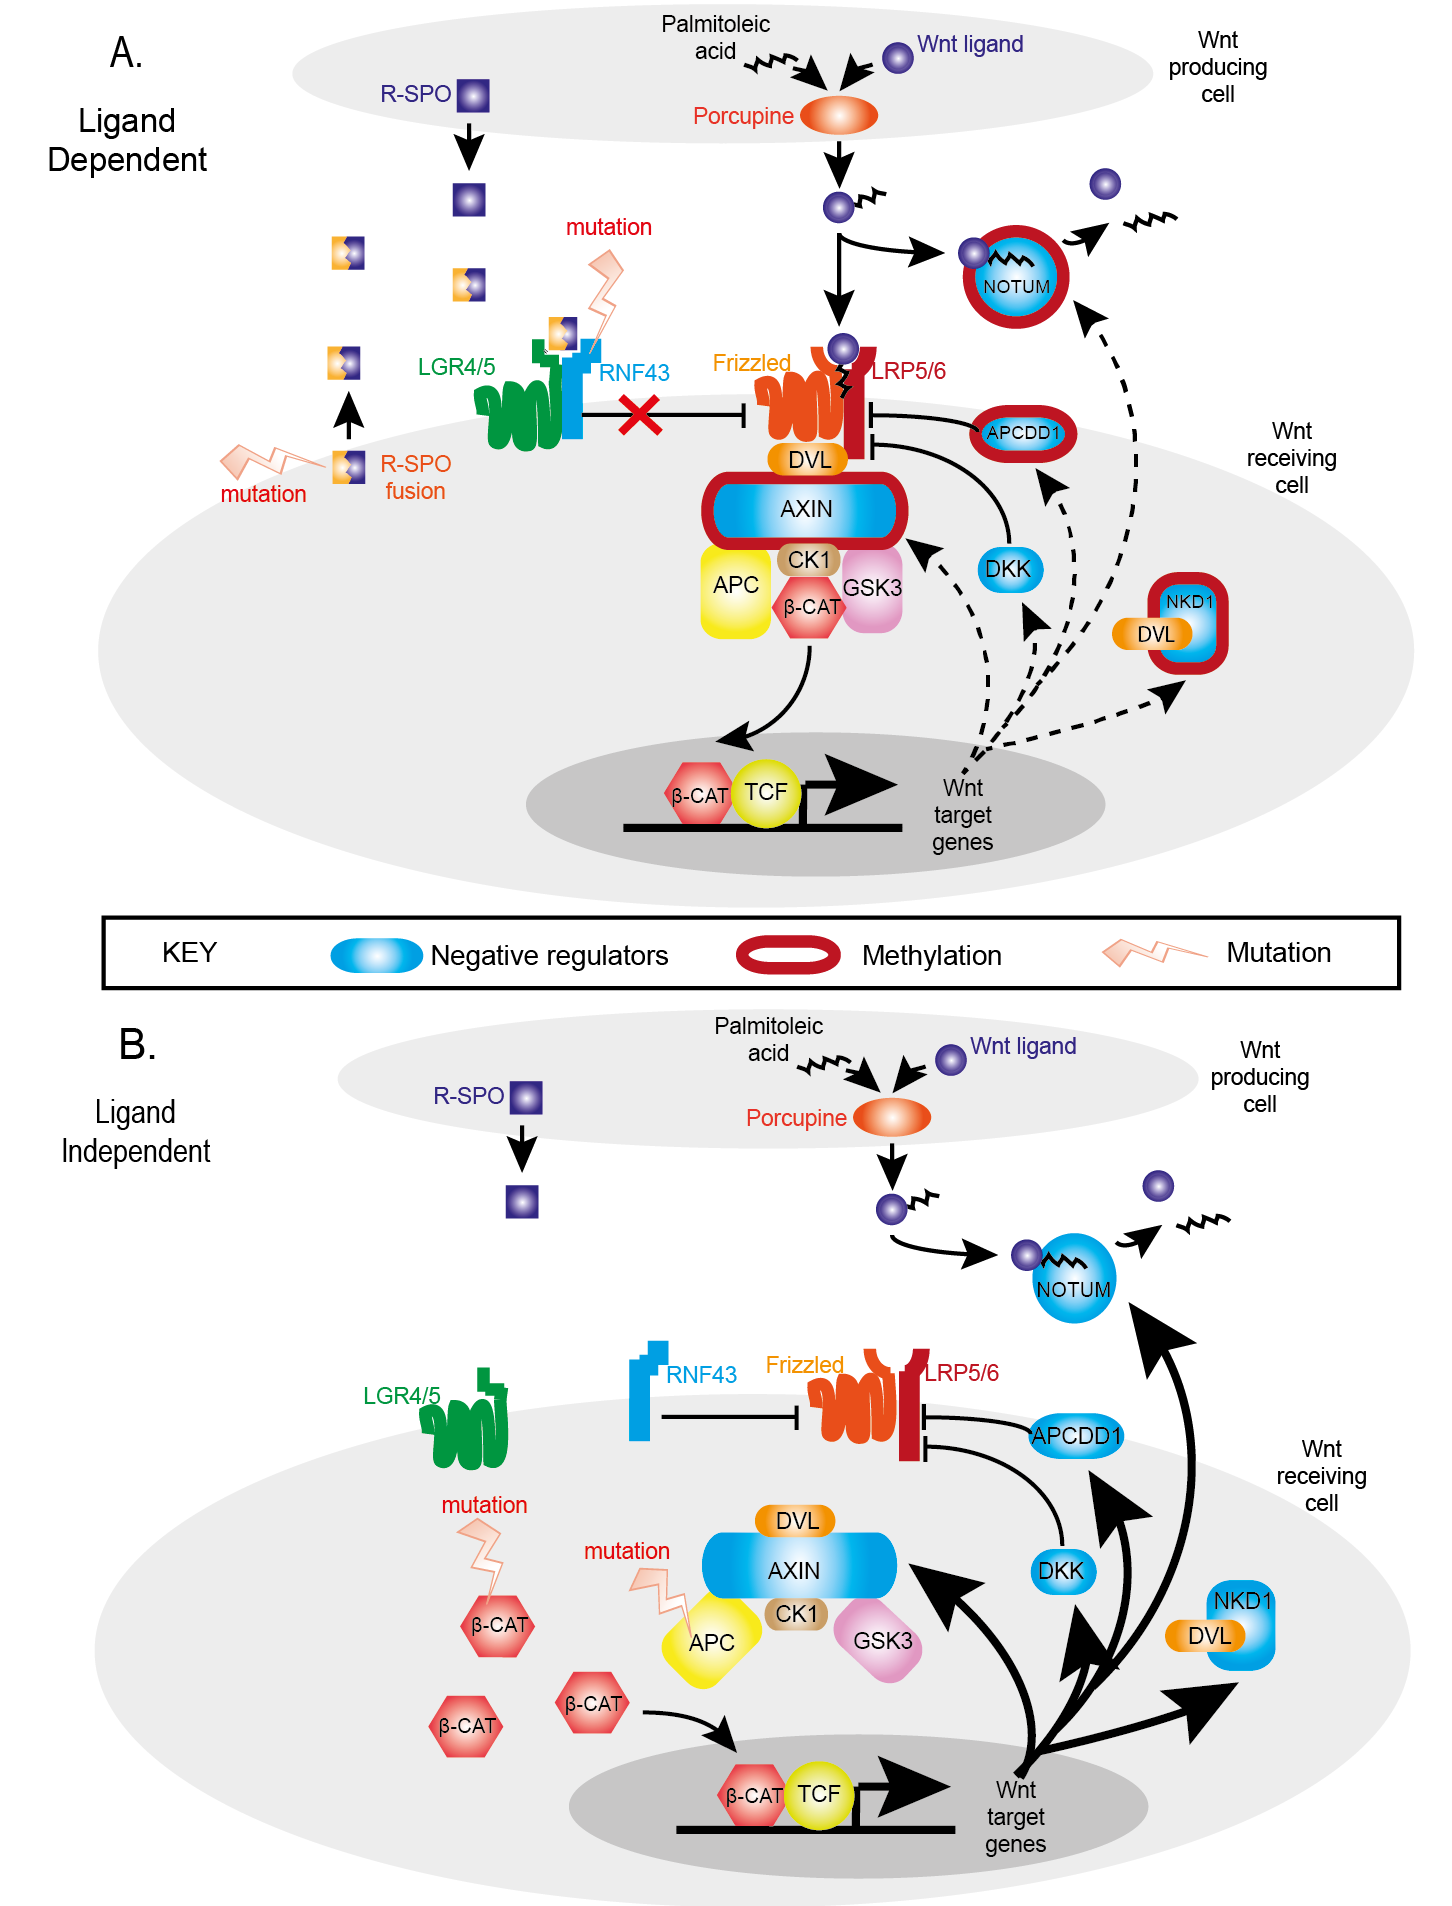 A.
Ligand
Dependent
Palmitoleic
acid
Wnt ligand
Wnt
producing
cell
R-SPO
Porcupine
mutation
NOTUM
LGR4/5
RNF43
Frizzled
LRP5/6
APCDD1
Wnt
receiving
cell
R-SPO
fusion
mutation
DVL
AXIN
CK1
DKK
APC
GSK3
β-CAT
NKD1
DVL
β-CAT
TCF
Wnt
target
genes
KEY
Negative regulators
Methylation
Mutation
B.
Ligand
Independent
Palmitoleic
acid
Wnt ligand
Wnt
producing
cell
R-SPO
Porcupine
NOTUM
LGR4/5
RNF43
Frizzled
LRP5/6
APCDD1
Wnt
receiving
cell
mutation
mutation
DVL
AXIN
CK1
DKK
NKD1
DVL
β-CAT
APC
GSK3
β-CAT
β-CAT
β-CAT
TCF
Wnt
target
genes